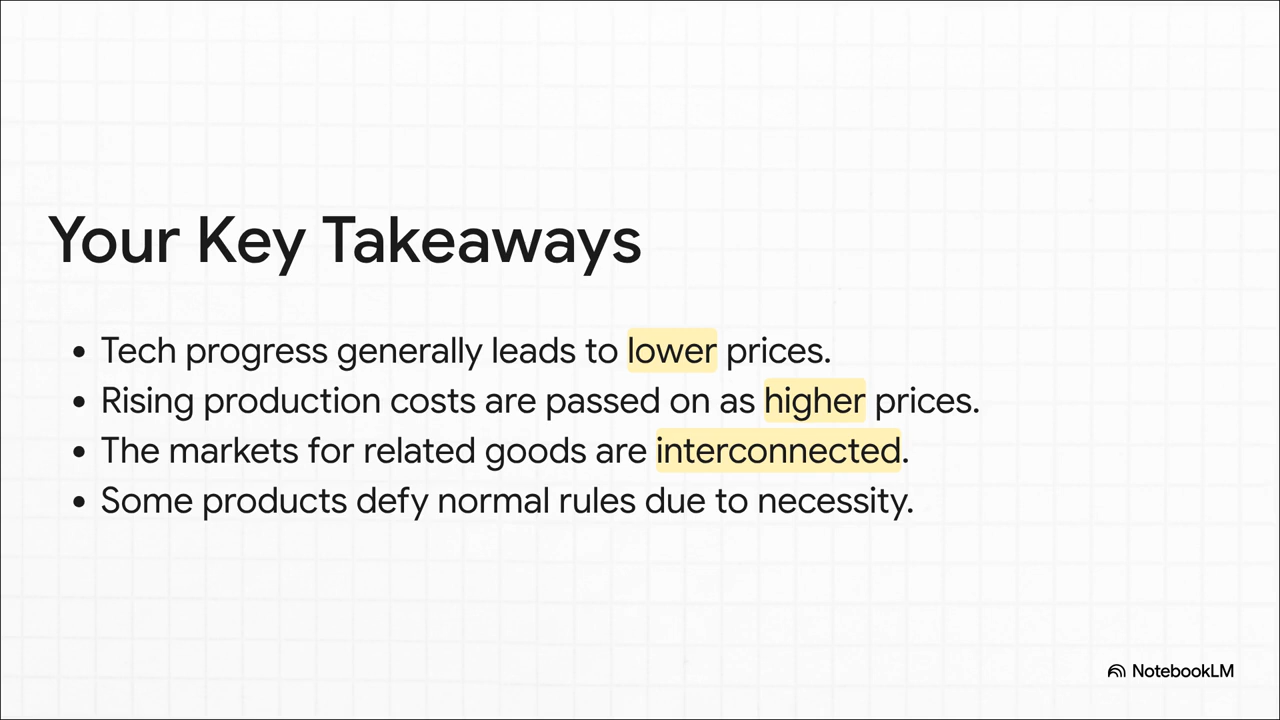 Your Key Takeaways
• Tech progress generally leads to lower prices.
• Rising production costs are passed on as higher prices.
• The markets for related goods are interconnected.
• Some products defy normal rules due to necessity.
NotebookLM